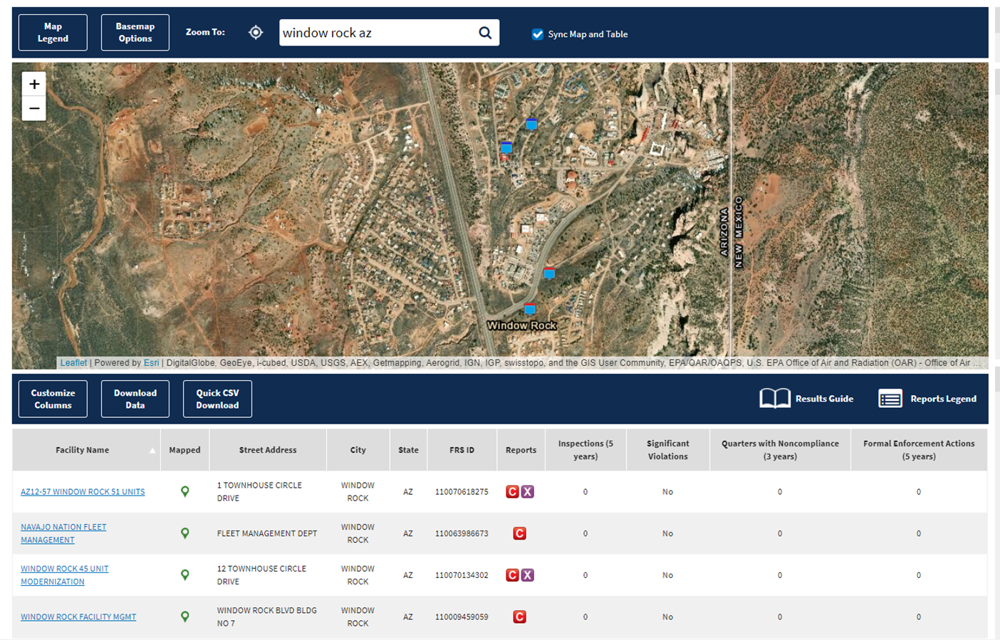 Map
Legend
Basemap
Options
Zoom To:
window rock az
Sync Map and Table
+
−
ARIZONA
NEW MEXICO
Window Rock
Leaflet | Powered by Esri | DigitalGlobe, GeoEye, i-cubed, USDA, USGS, AEX, Getmapping, Aerogrid, IGN, IGP, swisstopo, and the GIS User Community, EPA/OAR/OAQPS, U.S. EPA Office of Air and Radiation (OAR) - Office of Air ...
Customize
Columns
Download
Data
Quick CSV
Download
Results Guide
Reports Legend
Facility Name Mapped Street Address City State FRS ID Reports Inspections (5 years) Significant Violations Quarters with Noncompliance (3 years) Formal Enforcement Actions (5 years)
AZ12-57 WINDOW ROCK 51 UNITS 1 TOWNHOUSE CIRCLE DRIVE WINDOW ROCK AZ 110070618275 C X 0 No 0 0
NAVAJO NATION FLEET MANAGEMENT FLEET MANAGEMENT DEPT WINDOW ROCK AZ 110063986673 C 0 No 0 0
WINDOW ROCK 45 UNIT MODERNIZATION 12 TOWNHOUSE CIRCLE DRIVE WINDOW ROCK AZ 110070134302 C X 0 No 0 0
WINDOW ROCK FACILITY MGMT WINDOW ROCK BLVD BLDG NO 7 WINDOW ROCK AZ 110009459059 C 0 No 0 0